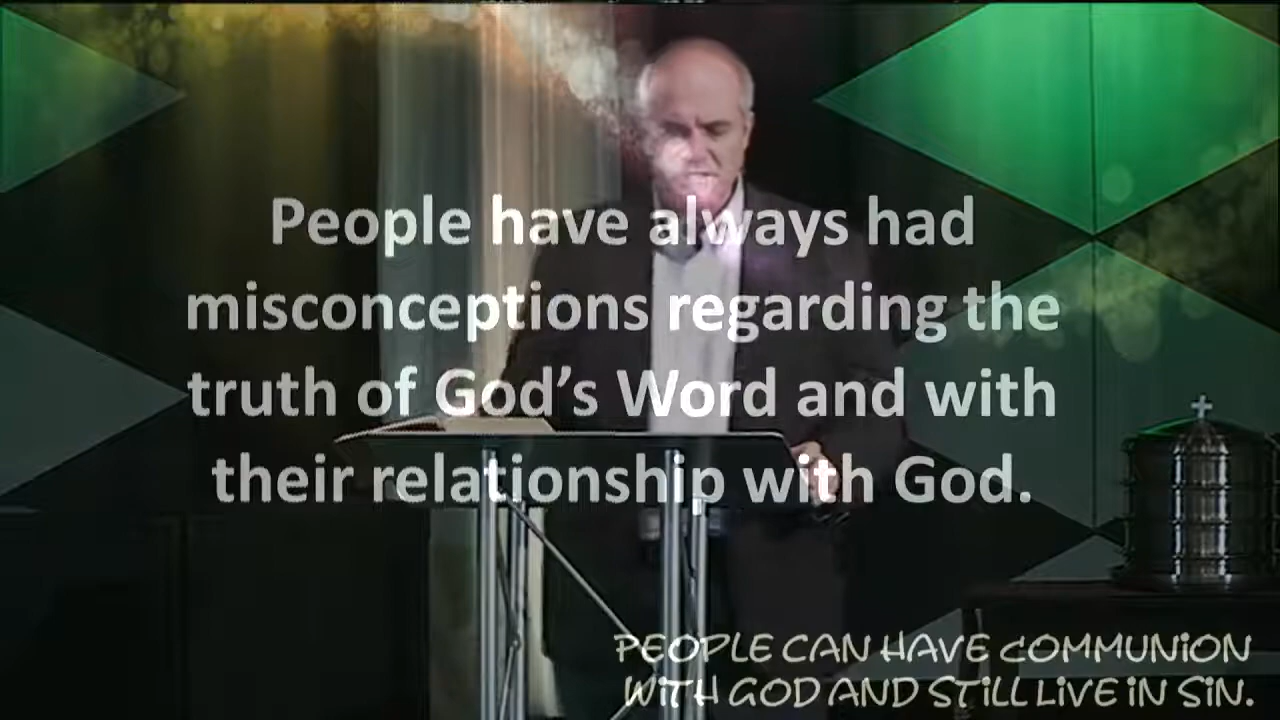 People have always had
misconceptions regarding the
truth of God’s Word and with
their relationship with God.
PEOPLE CAN HAVE COMMUNION
WITH GOD AND STILL LIVE IN SIN.